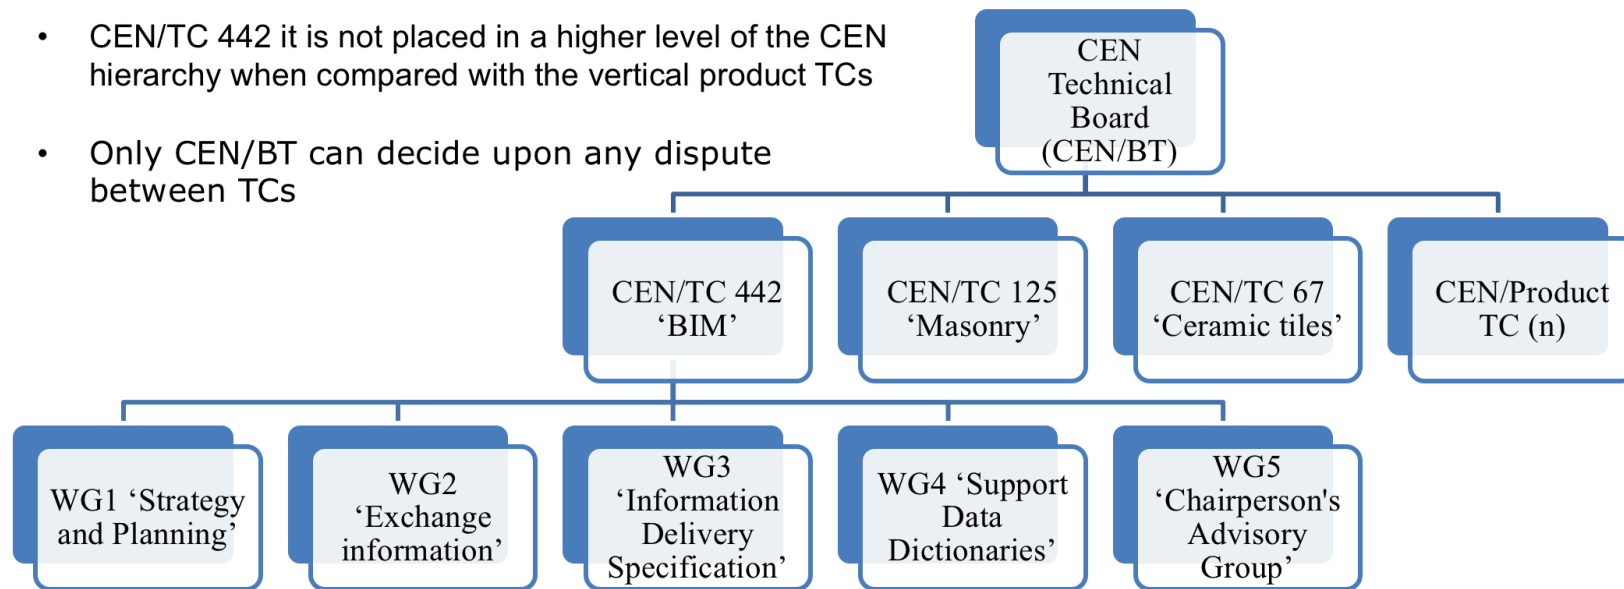 • CEN/TC 442 it is not placed in a higher level of the CEN
hierarchy when compared with the vertical product TCs
• Only CEN/BT can decide upon any dispute
between TCs
CEN
Technical
Board
(CEN/BT)
CEN/TC 442
‘BIM’
CEN/TC 125
‘Masonry’
CEN/TC 67
‘Ceramic tiles’
CEN/Product
TC (n)
WG1 ‘Strategy
and Planning’
WG2
‘Exchange
information’
WG3
‘Information
Delivery
Specification’
WG4 ‘Support
Data
Dictionaries’
WG5
‘Chairperson's
Advisory
Group’